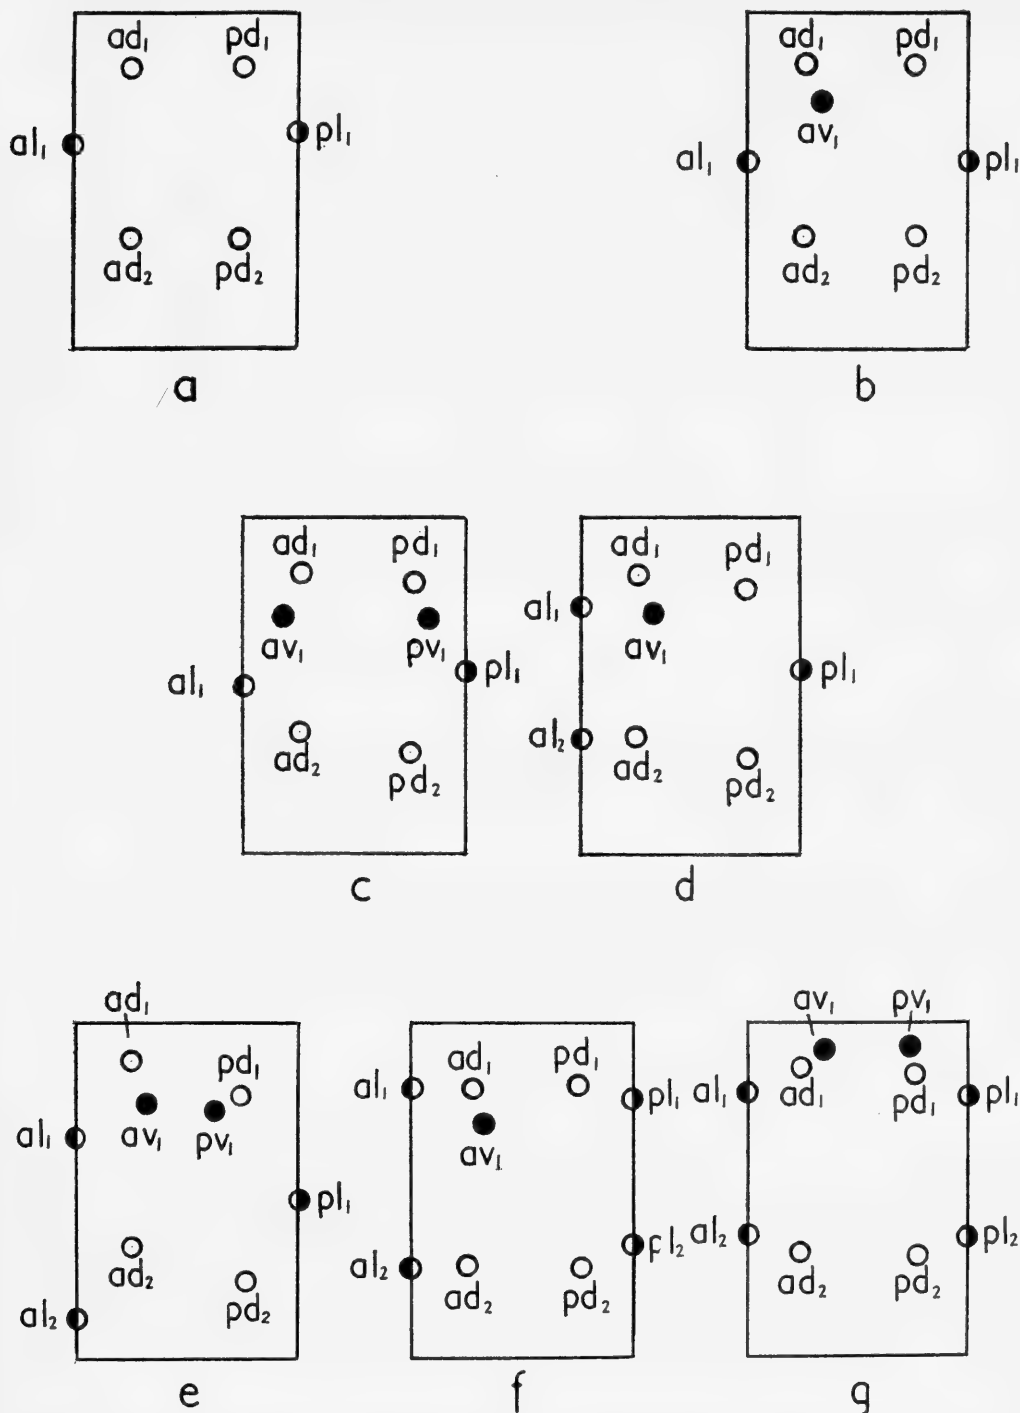 ad₁ pd₁
al₁ pl₁
ad₂ pd₂
a
ad₁ pd₁
av₁
al₁ pl₁
ad₂ pd₂
b
ad₁ pd₁
av₁ pv₁
al₁ pl₁
ad₂ pd₂
c
ad₁ pd₁
al₁ av₁
pl₁
al₂ ad₂ pd₂
d
ad₁
pd₁
al₁ av₁ pv₁
pl₁
ad₂ pd₂
al₂
e
ad₁ pd₁
al₁ pl₁
av₁
al₂ pl₂
ad₂ pd₂
f
av₁ pv₁
al₁ ad₁ pd₁ pl₁
al₂ pl₂
ad₂ pd₂
g